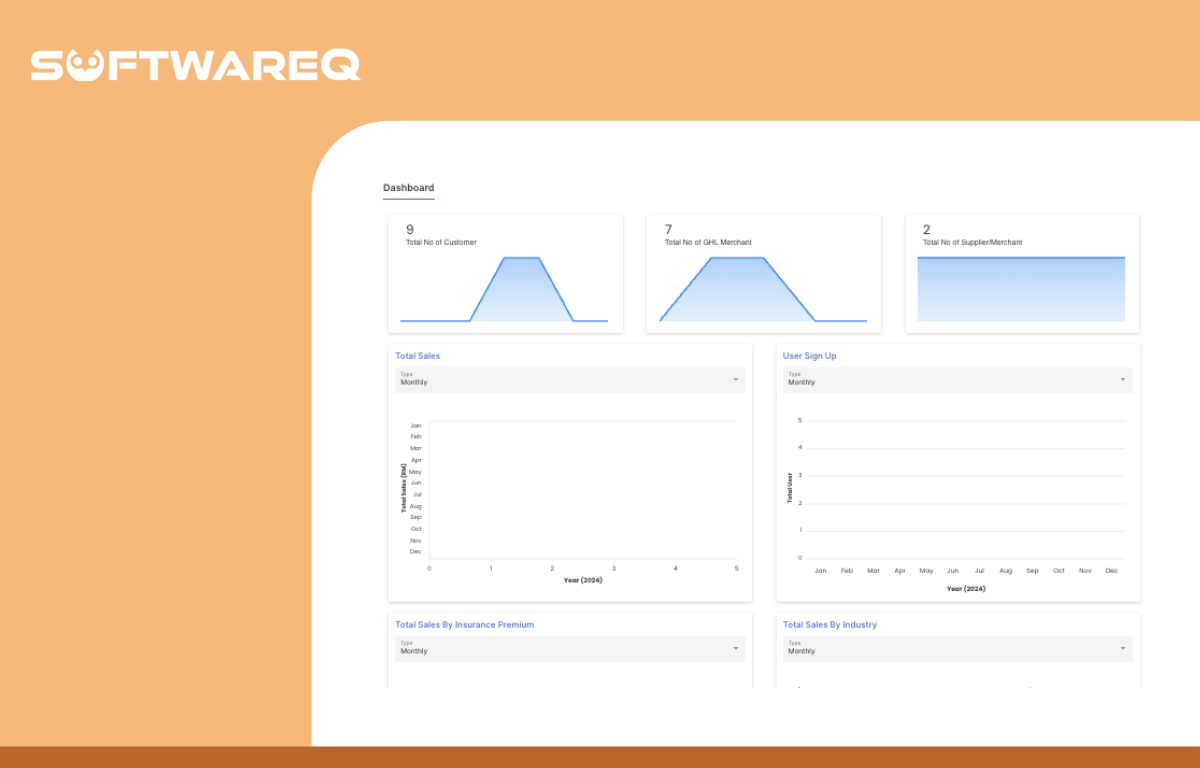 SOFTWAREQ
Dashboard
9
Total No of Customer
7
Total No of GHL Merchant
2
Total No of Supplier/Merchant
Total Sales
Type
Monthly
Total Sales (RM)
Jan
Feb
Mar
Apr
May
Jun
Jul
Aug
Sep
Oct
Nov
Dec
0 1 2 3 4 5
Year (2024)
User Sign Up
Type
Monthly
Total User
5
4
3
2
1
0
Jan Feb Mar Apr May Jun Jul Aug Sep Oct Nov Dec
Year (2024)
Total Sales By Insurance Premium
Type
Monthly
Total Sales By Industry
Type
Monthly